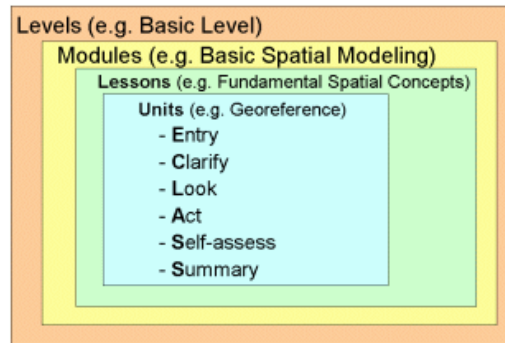 Levels (e.g. Basic Level)
Modules (e.g. Basic Spatial Modeling)
Lessons (e.g. Fundamental Spatial Concepts)
Units (e.g. Georeference)
- Entry
- Clarify
- Look
- Act
- Self-assess
- Summary